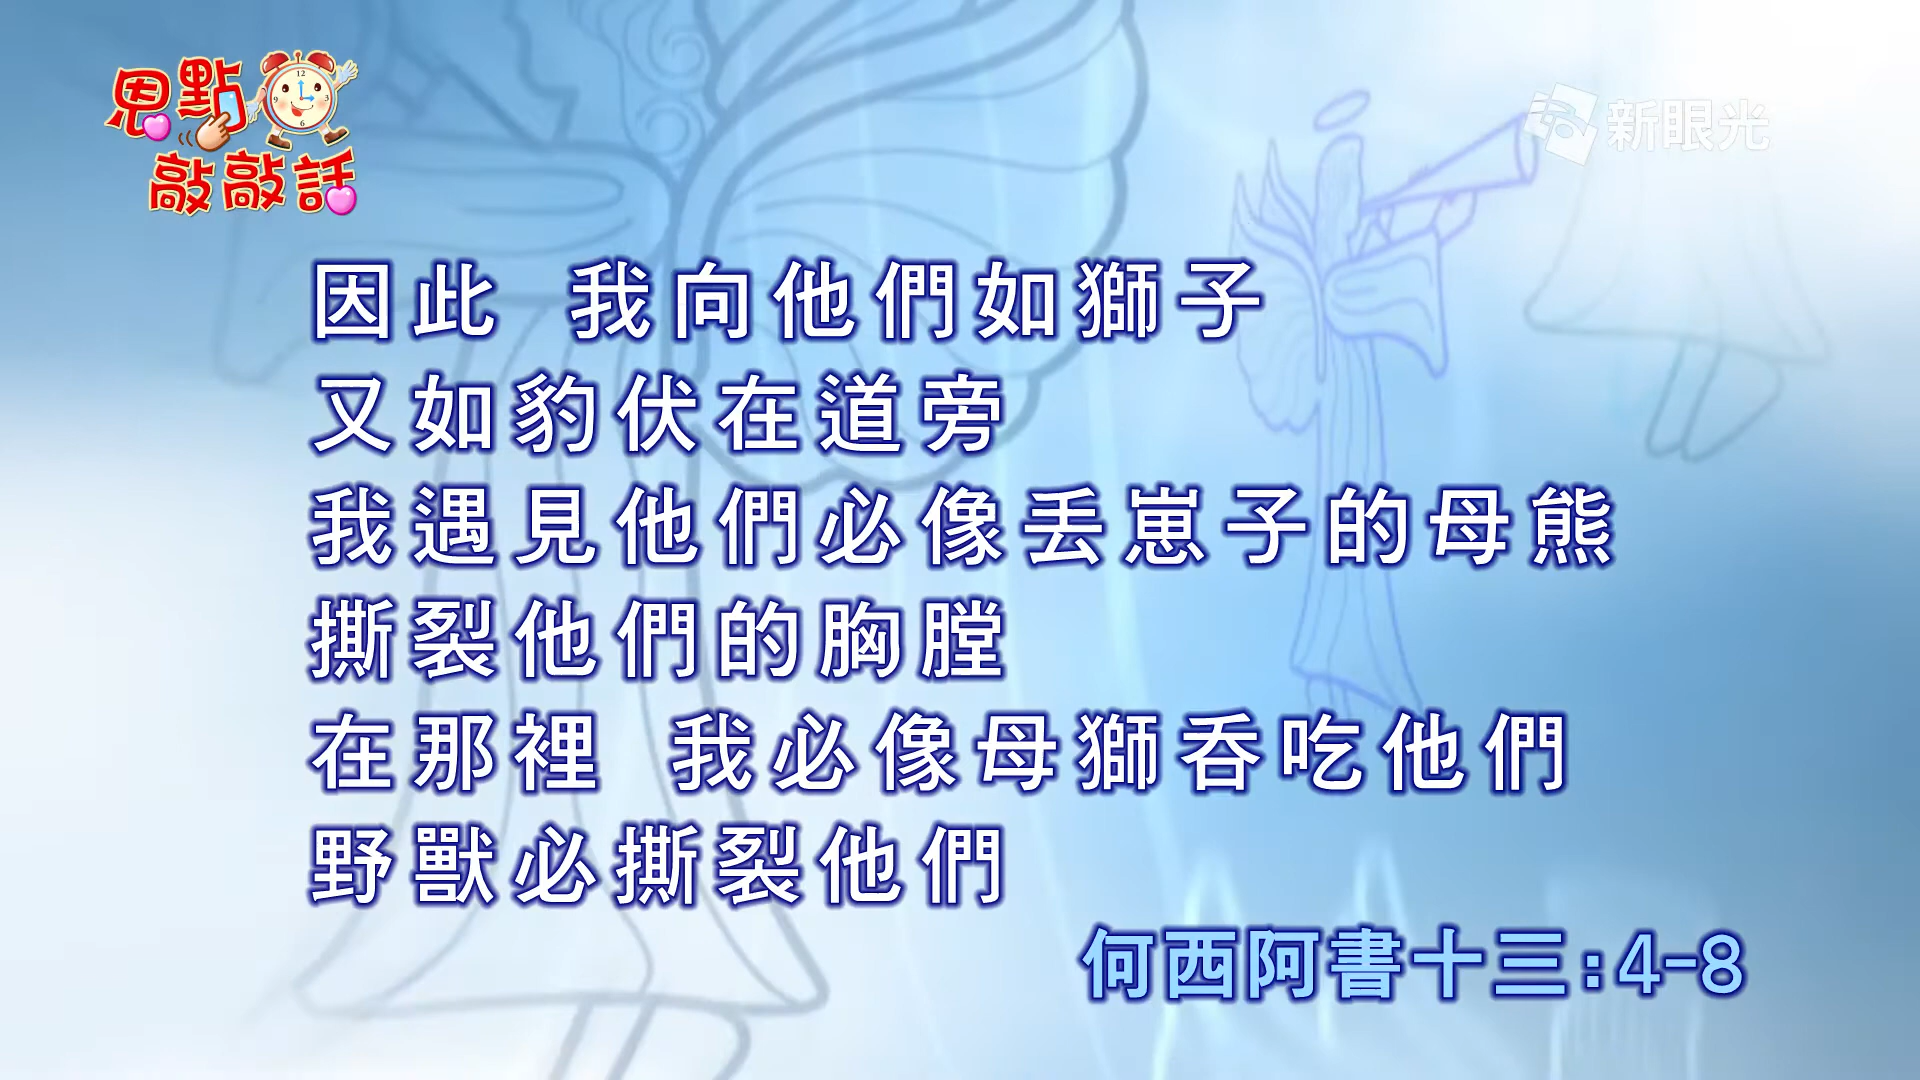 恩點
敲敲話
新眼光
因此 我向他們如獅子
又如豹伏在道旁
我遇見他們必像丟崽子的母熊
撕裂他們的胸膛
在那裡 我必像母獅吞吃他們
野獸必撕裂他們
何西阿書十三:4-8